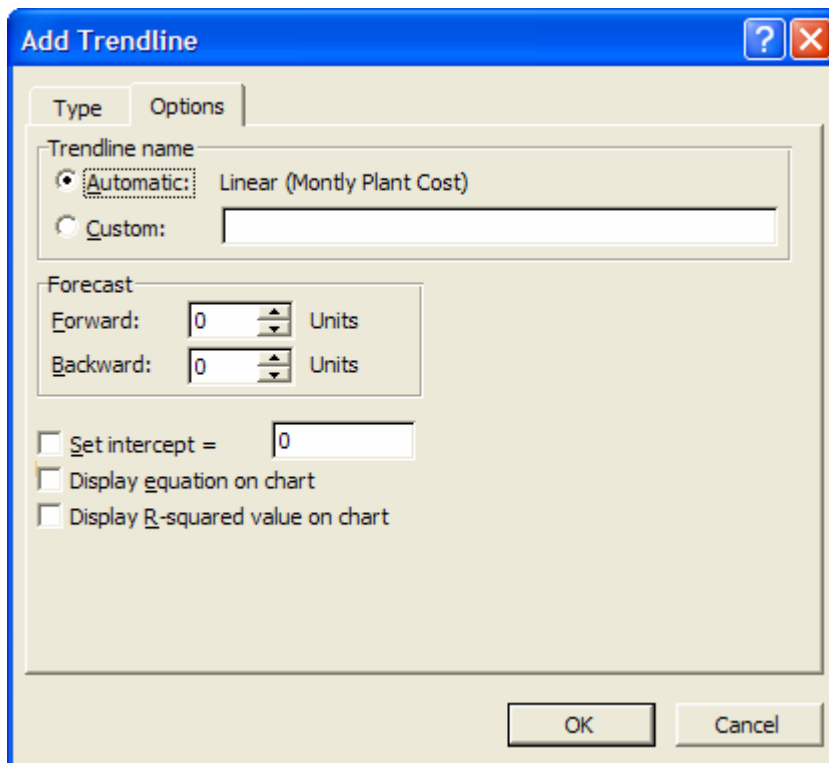 Add Trendline
Type Options
Trendline name
Automatic: Linear (Montly Plant Cost)
Custom:
Forecast
Forward: 0 Units
Backward: 0 Units
Set intercept = 0
Display equation on chart
Display R-squared value on chart
OK Cancel